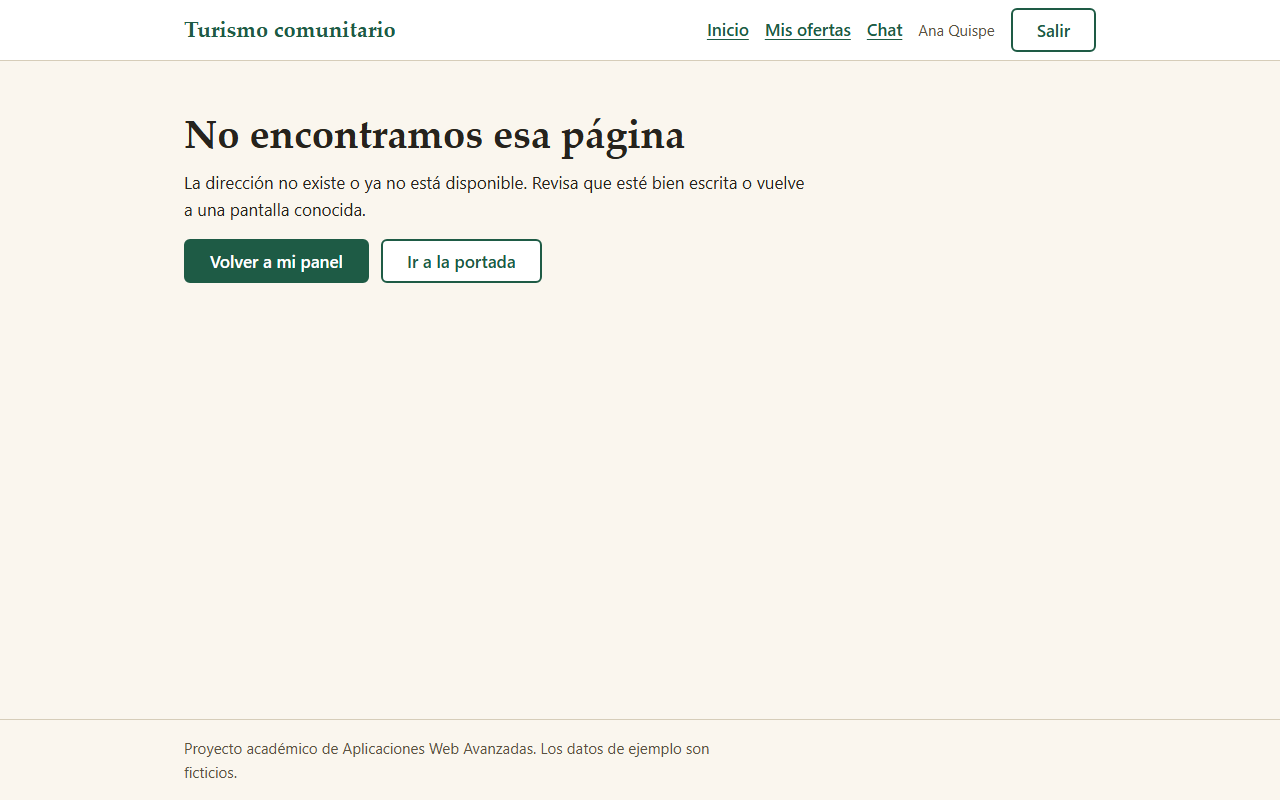 Turismo comunitario
Inicio Mis ofertas Chat Ana Quispe Salir
No encontramos esa página
La dirección no existe o ya no está disponible. Revisa que esté bien escrita o vuelve
a una pantalla conocida.
Volver a mi panel Ir a la portada
Proyecto académico de Aplicaciones Web Avanzadas. Los datos de ejemplo son
ficticios.